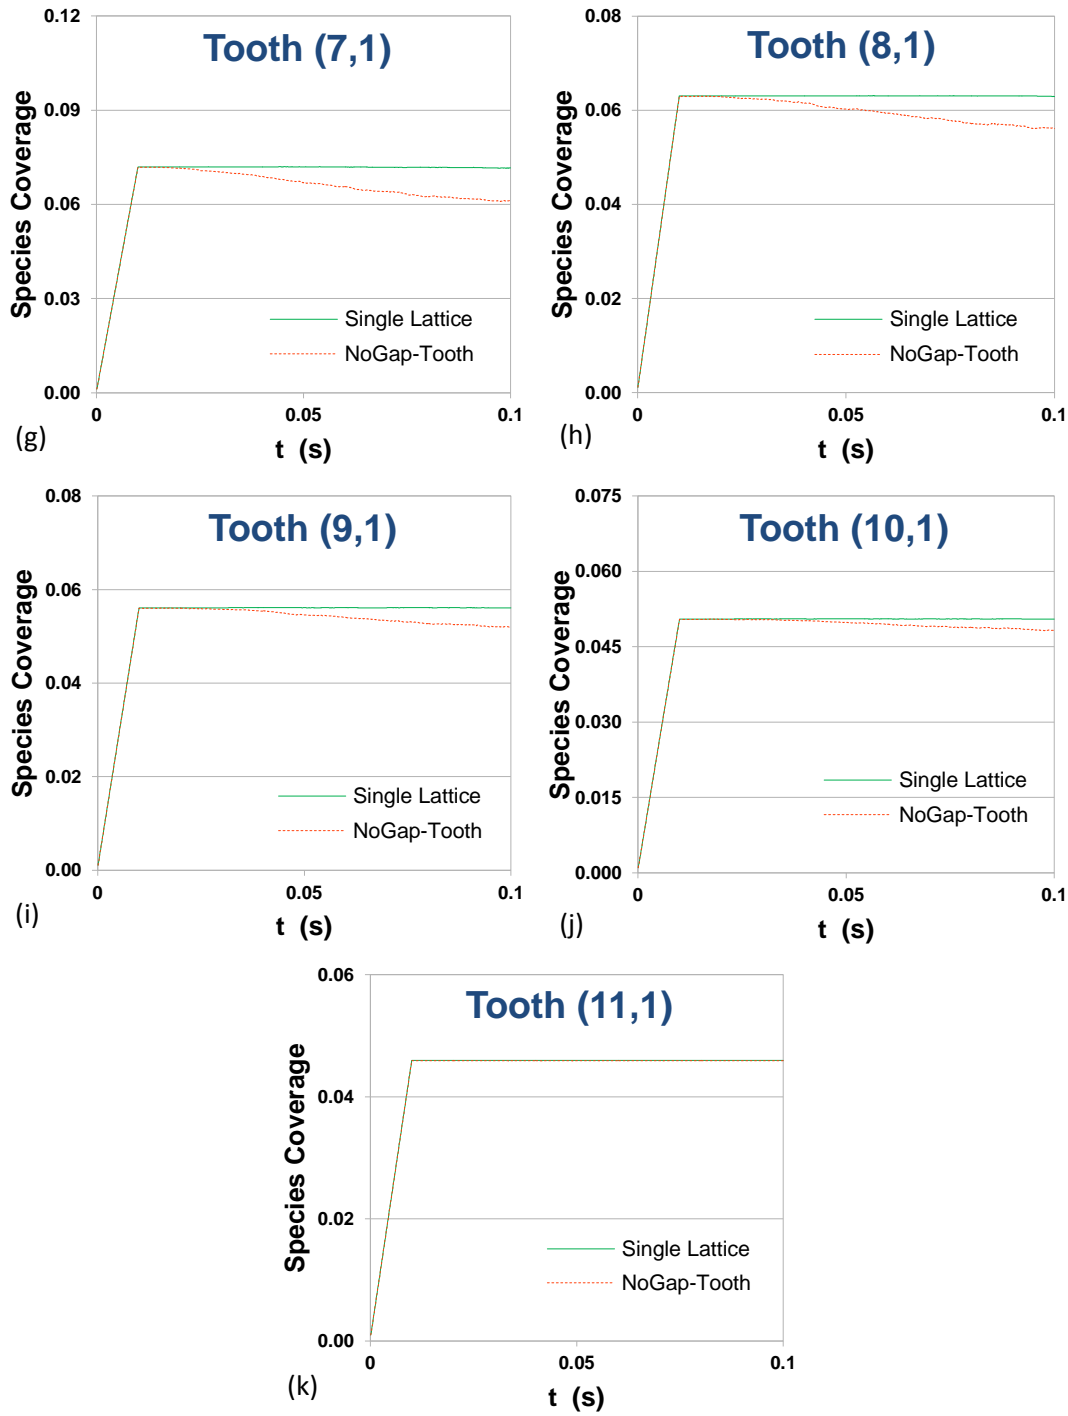 Tooth (7,1)
Species Coverage
0.12
0.09
0.06
0.03
0.00
Single Lattice
NoGap-Tooth
0
0.05
0.1
t (s)
(g)
Tooth (8,1)
Species Coverage
0.08
0.06
0.04
0.02
0.00
Single Lattice
NoGap-Tooth
0
0.05
0.1
t (s)
(h)
Tooth (9,1)
Species Coverage
0.08
0.06
0.04
0.02
0.00
Single Lattice
NoGap-Tooth
0
0.05
0.1
t (s)
(i)
Tooth (10,1)
Species Coverage
0.075
0.060
0.045
0.030
0.015
0.000
Single Lattice
NoGap-Tooth
0
0.05
0.1
t (s)
(j)
Tooth (11,1)
Species Coverage
0.06
0.04
0.02
0.00
Single Lattice
NoGap-Tooth
0
0.05
0.1
t (s)
(k)